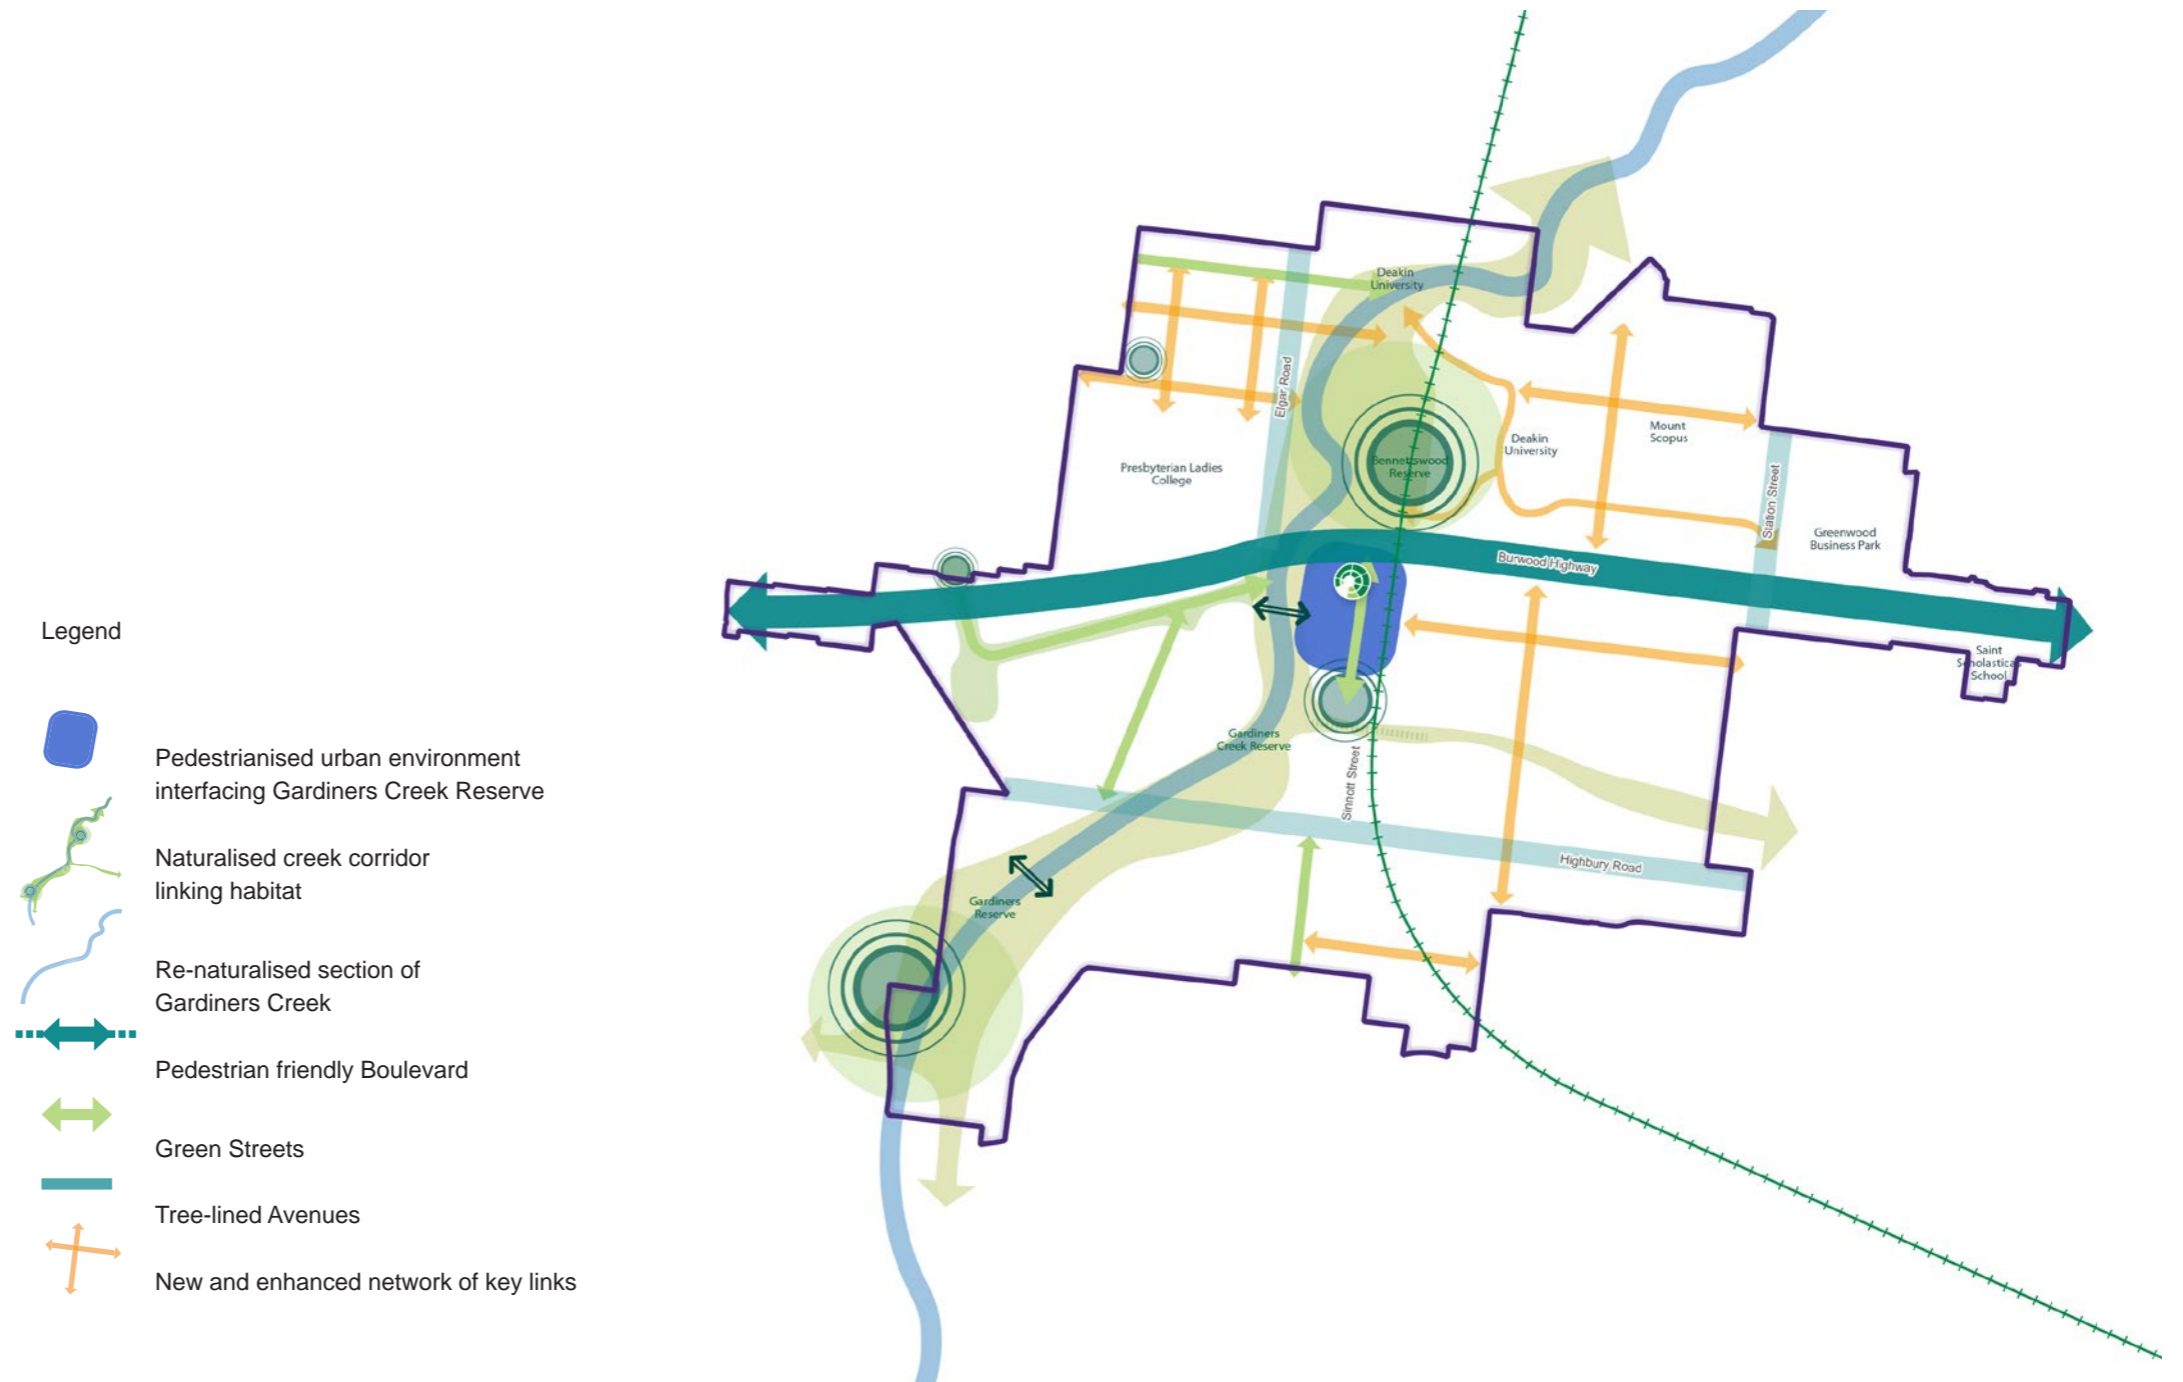 Legend
Pedestrianised urban environment
interfacing Gardiners Creek Reserve
Naturalised creek corridor
linking habitat
Re-naturalised section of
Gardiners Creek
Pedestrian friendly Boulevard
Green Streets
Tree-lined Avenues
New and enhanced network of key links
Deakin
University
Elgar Road
Presbyterian Ladies
College
Bennettswood
Reserve
Deakin
University
Mount
Scopus
Station Street
Greenwood
Business Park
Burwood Highway
Saint
Scholastica
School
Gardiners
Creek Reserve
Sinnott Street
Highbury Road
Gardiners
Reserve